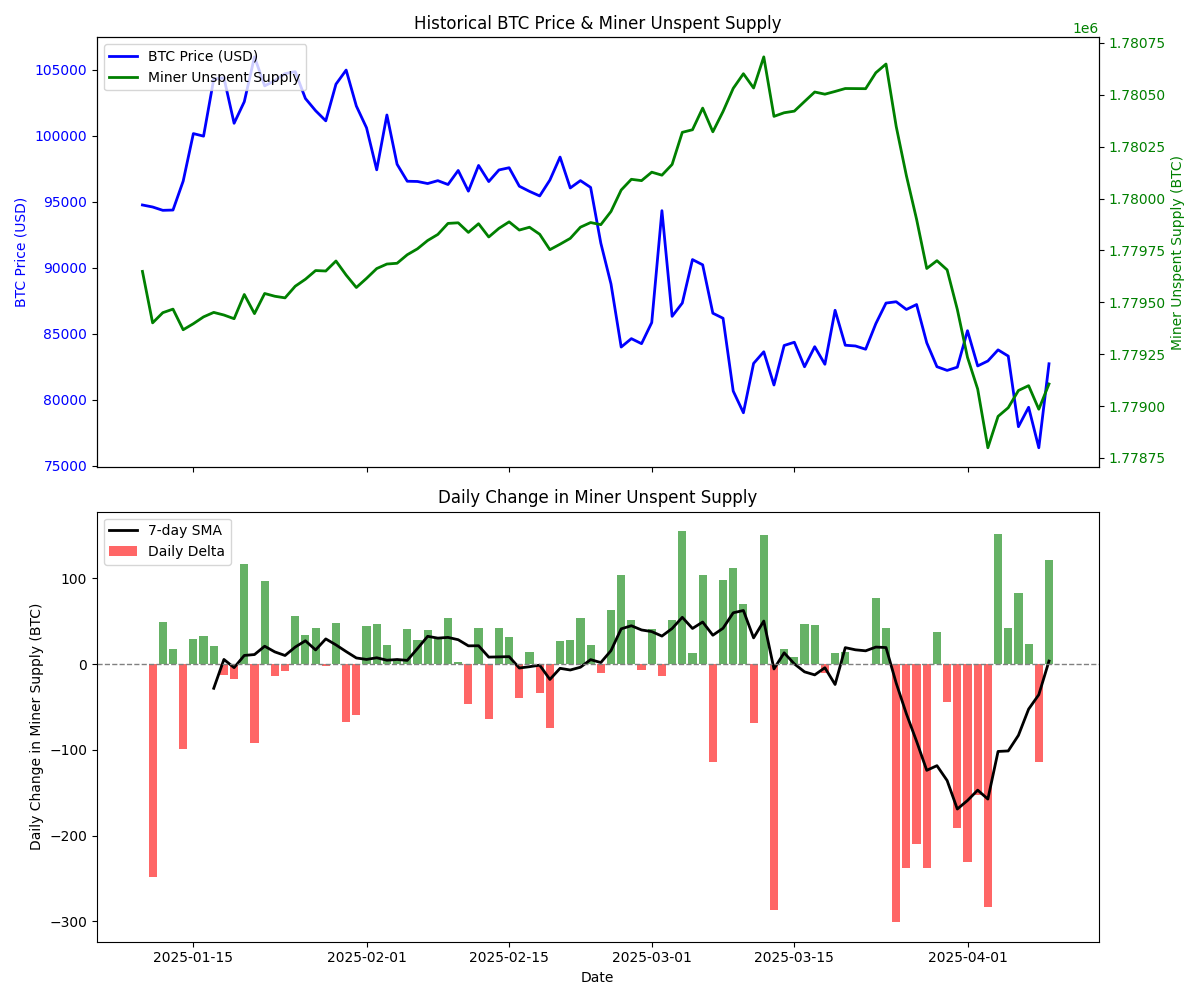 Historical BTC Price & Miner Unspent Supply
1e6
BTC Price (USD)
Miner Unspent Supply
105000
100000
95000
90000
85000
80000
75000
BTC Price (USD)
1.78075
1.78050
1.78025
1.78000
1.77975
1.77950
1.77925
1.77900
1.77875
Miner Unspent Supply (BTC)
Daily Change in Miner Unspent Supply
7-day SMA
Daily Delta
100
0
−100
−200
−300
Daily Change in Miner Supply (BTC)
2025-01-15
2025-02-01
2025-02-15
2025-03-01
2025-03-15
2025-04-01
Date